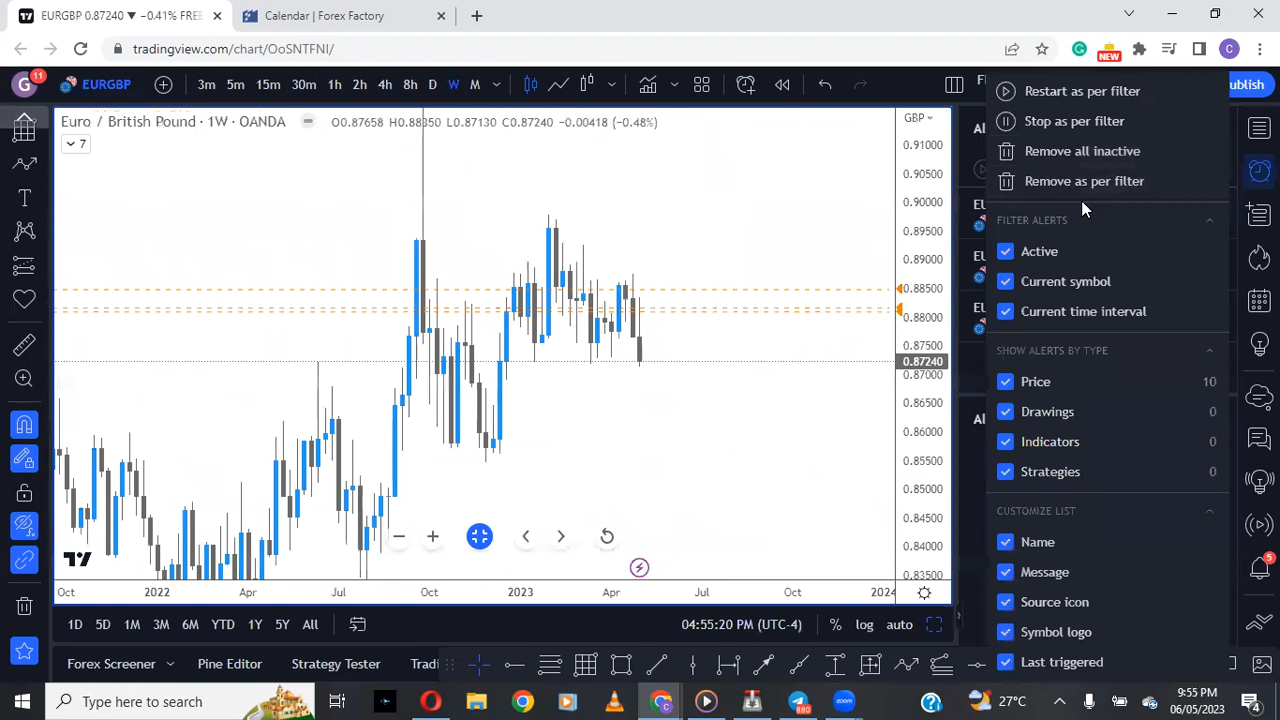 EURGBP 0.87240 ▼ −0.41% FREE
Calendar | Forex Factory
tradingview.com/chart/OoSNTFNI/
NEW
C
G
11
EURGBP
3m 5m 15m 30m 1h 2h 4h 8h D W M
Publish
Euro / British Pound · 1W · OANDA
O0.87658 H0.88350 L0.87130 C0.87240 −0.00418 (−0.48%)
GBP
7
0.91000
0.90500
0.90000
0.89500
0.89000
0.88500
0.88000
0.87500
0.87240
0.87000
0.86500
0.86000
0.85500
0.85000
0.84500
0.84000
0.83500
Oct 2022 Apr Jul Oct 2023 Apr Jul Oct 2024
1D 5D 1M 3M 6M YTD 1Y 5Y All
04:55:20 PM (UTC-4)
% log auto
Forex Screener
Pine Editor
Strategy Tester
Restart as per filter
Stop as per filter
Remove all inactive
Remove as per filter
FILTER ALERTS
Active
Current symbol
Current time interval
SHOW ALERTS BY TYPE
Price 10
Drawings 0
Indicators 0
Strategies 0
CUSTOMIZE LIST
Name
Message
Source icon
Symbol logo
Last triggered
5
Type here to search
zoom
27°C
9:55 PM
06/05/2023
4